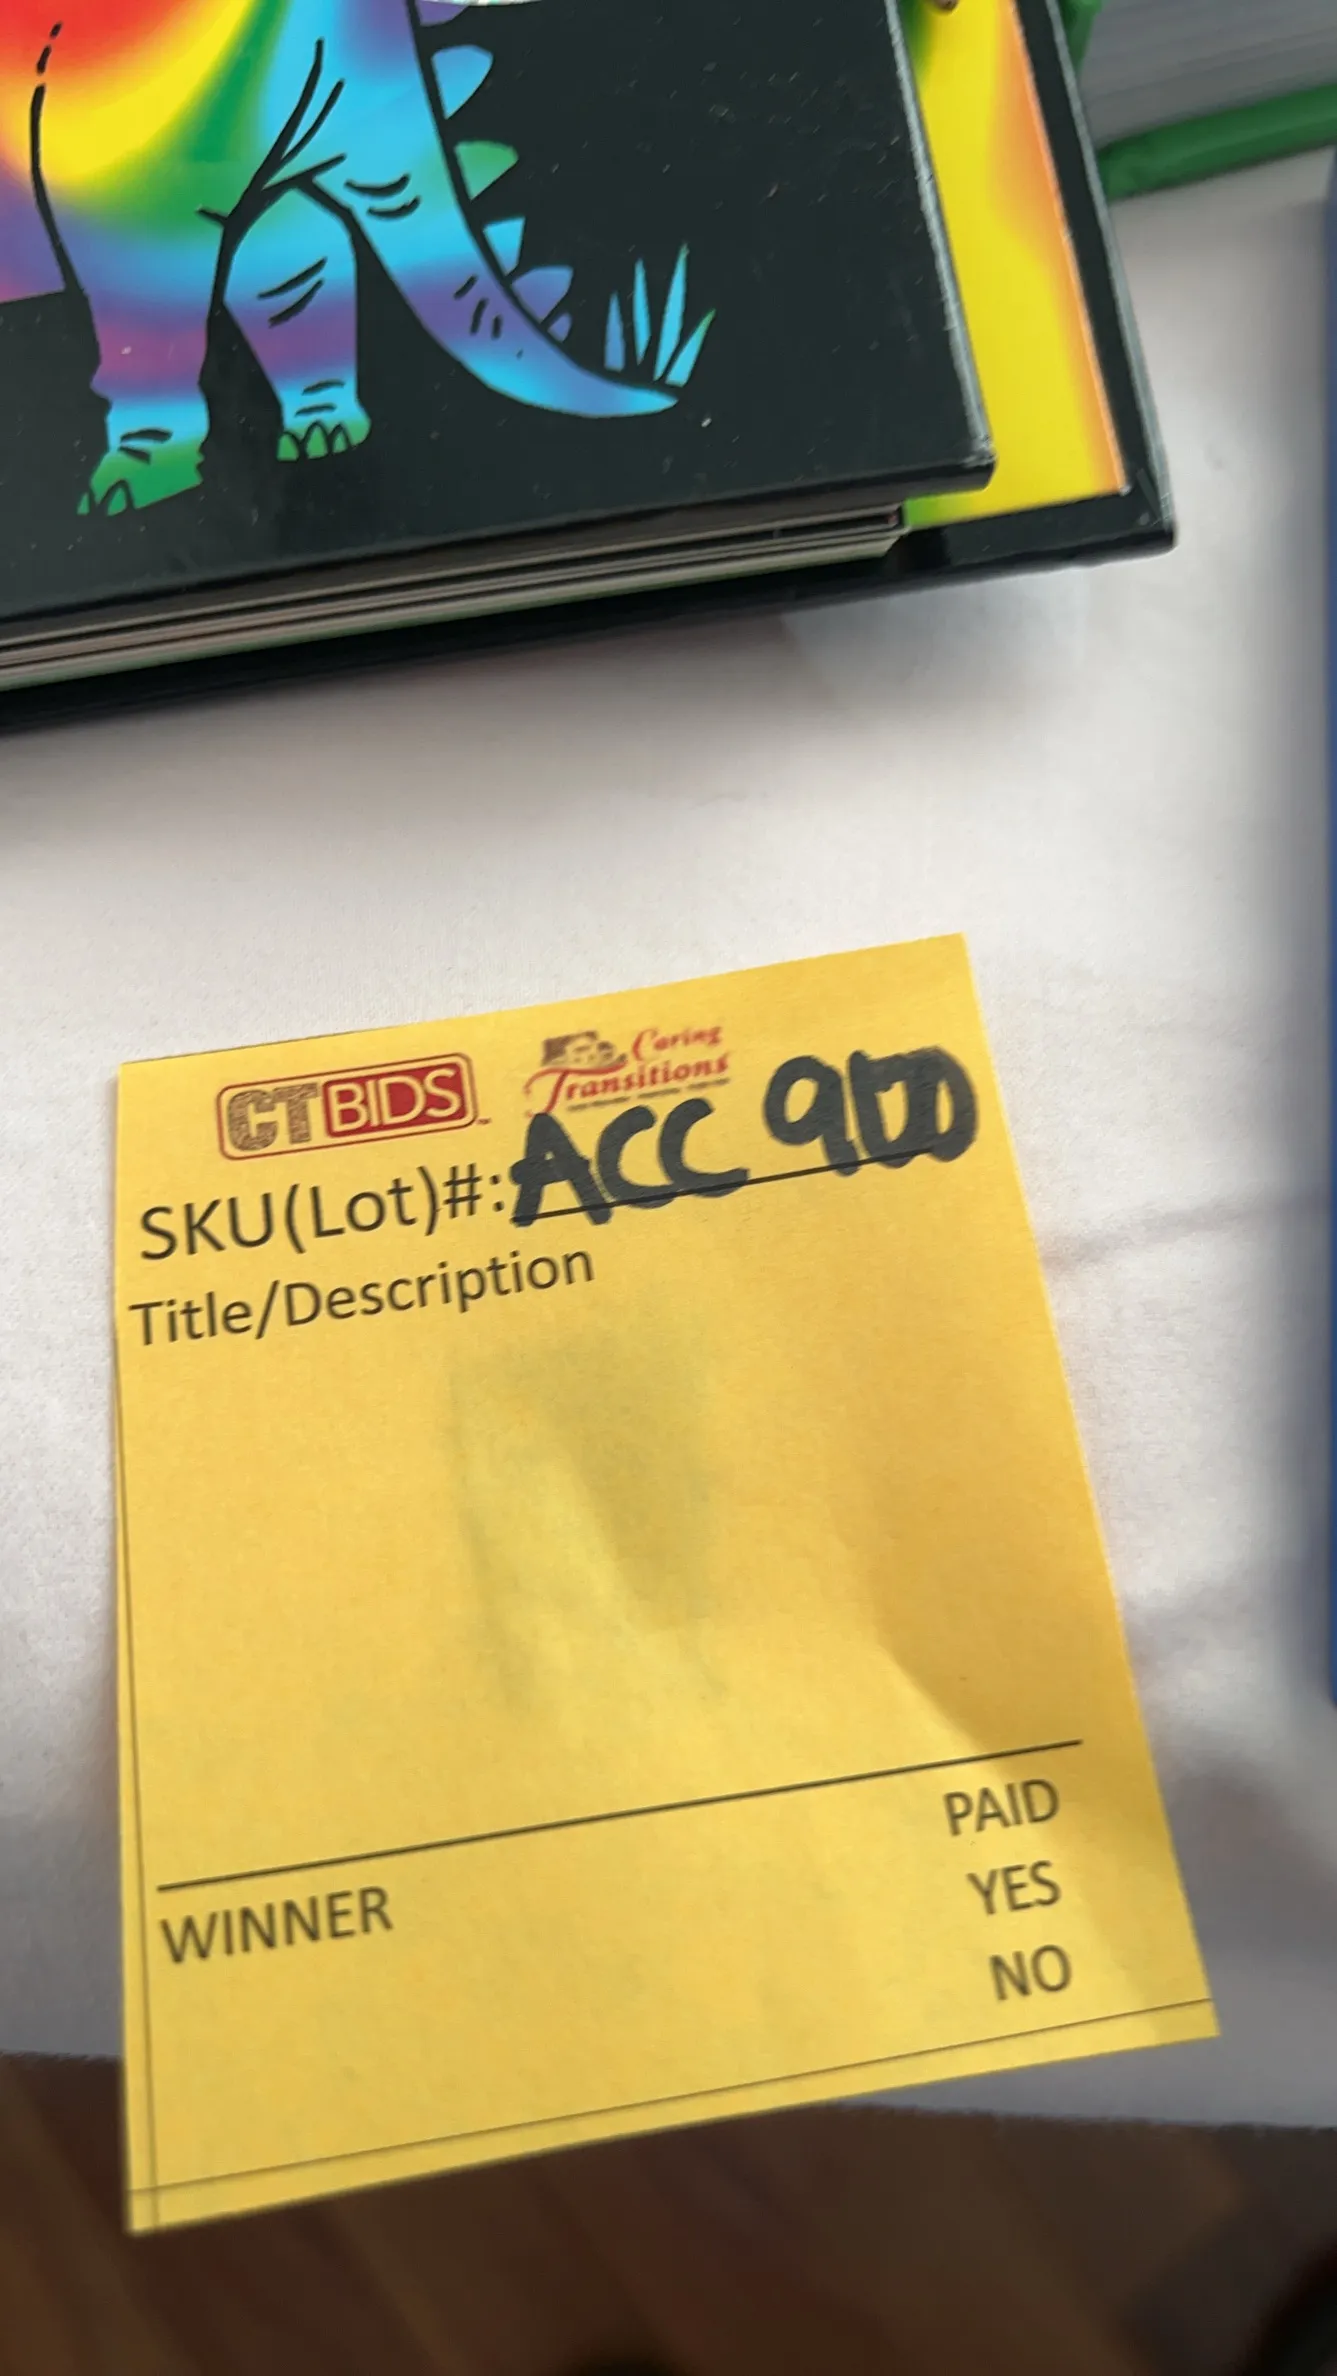 CTBIDS
Caring
Transitions
SKU(Lot)#: ACC 900
Title/Description
PAID
YES
WINNER
NO